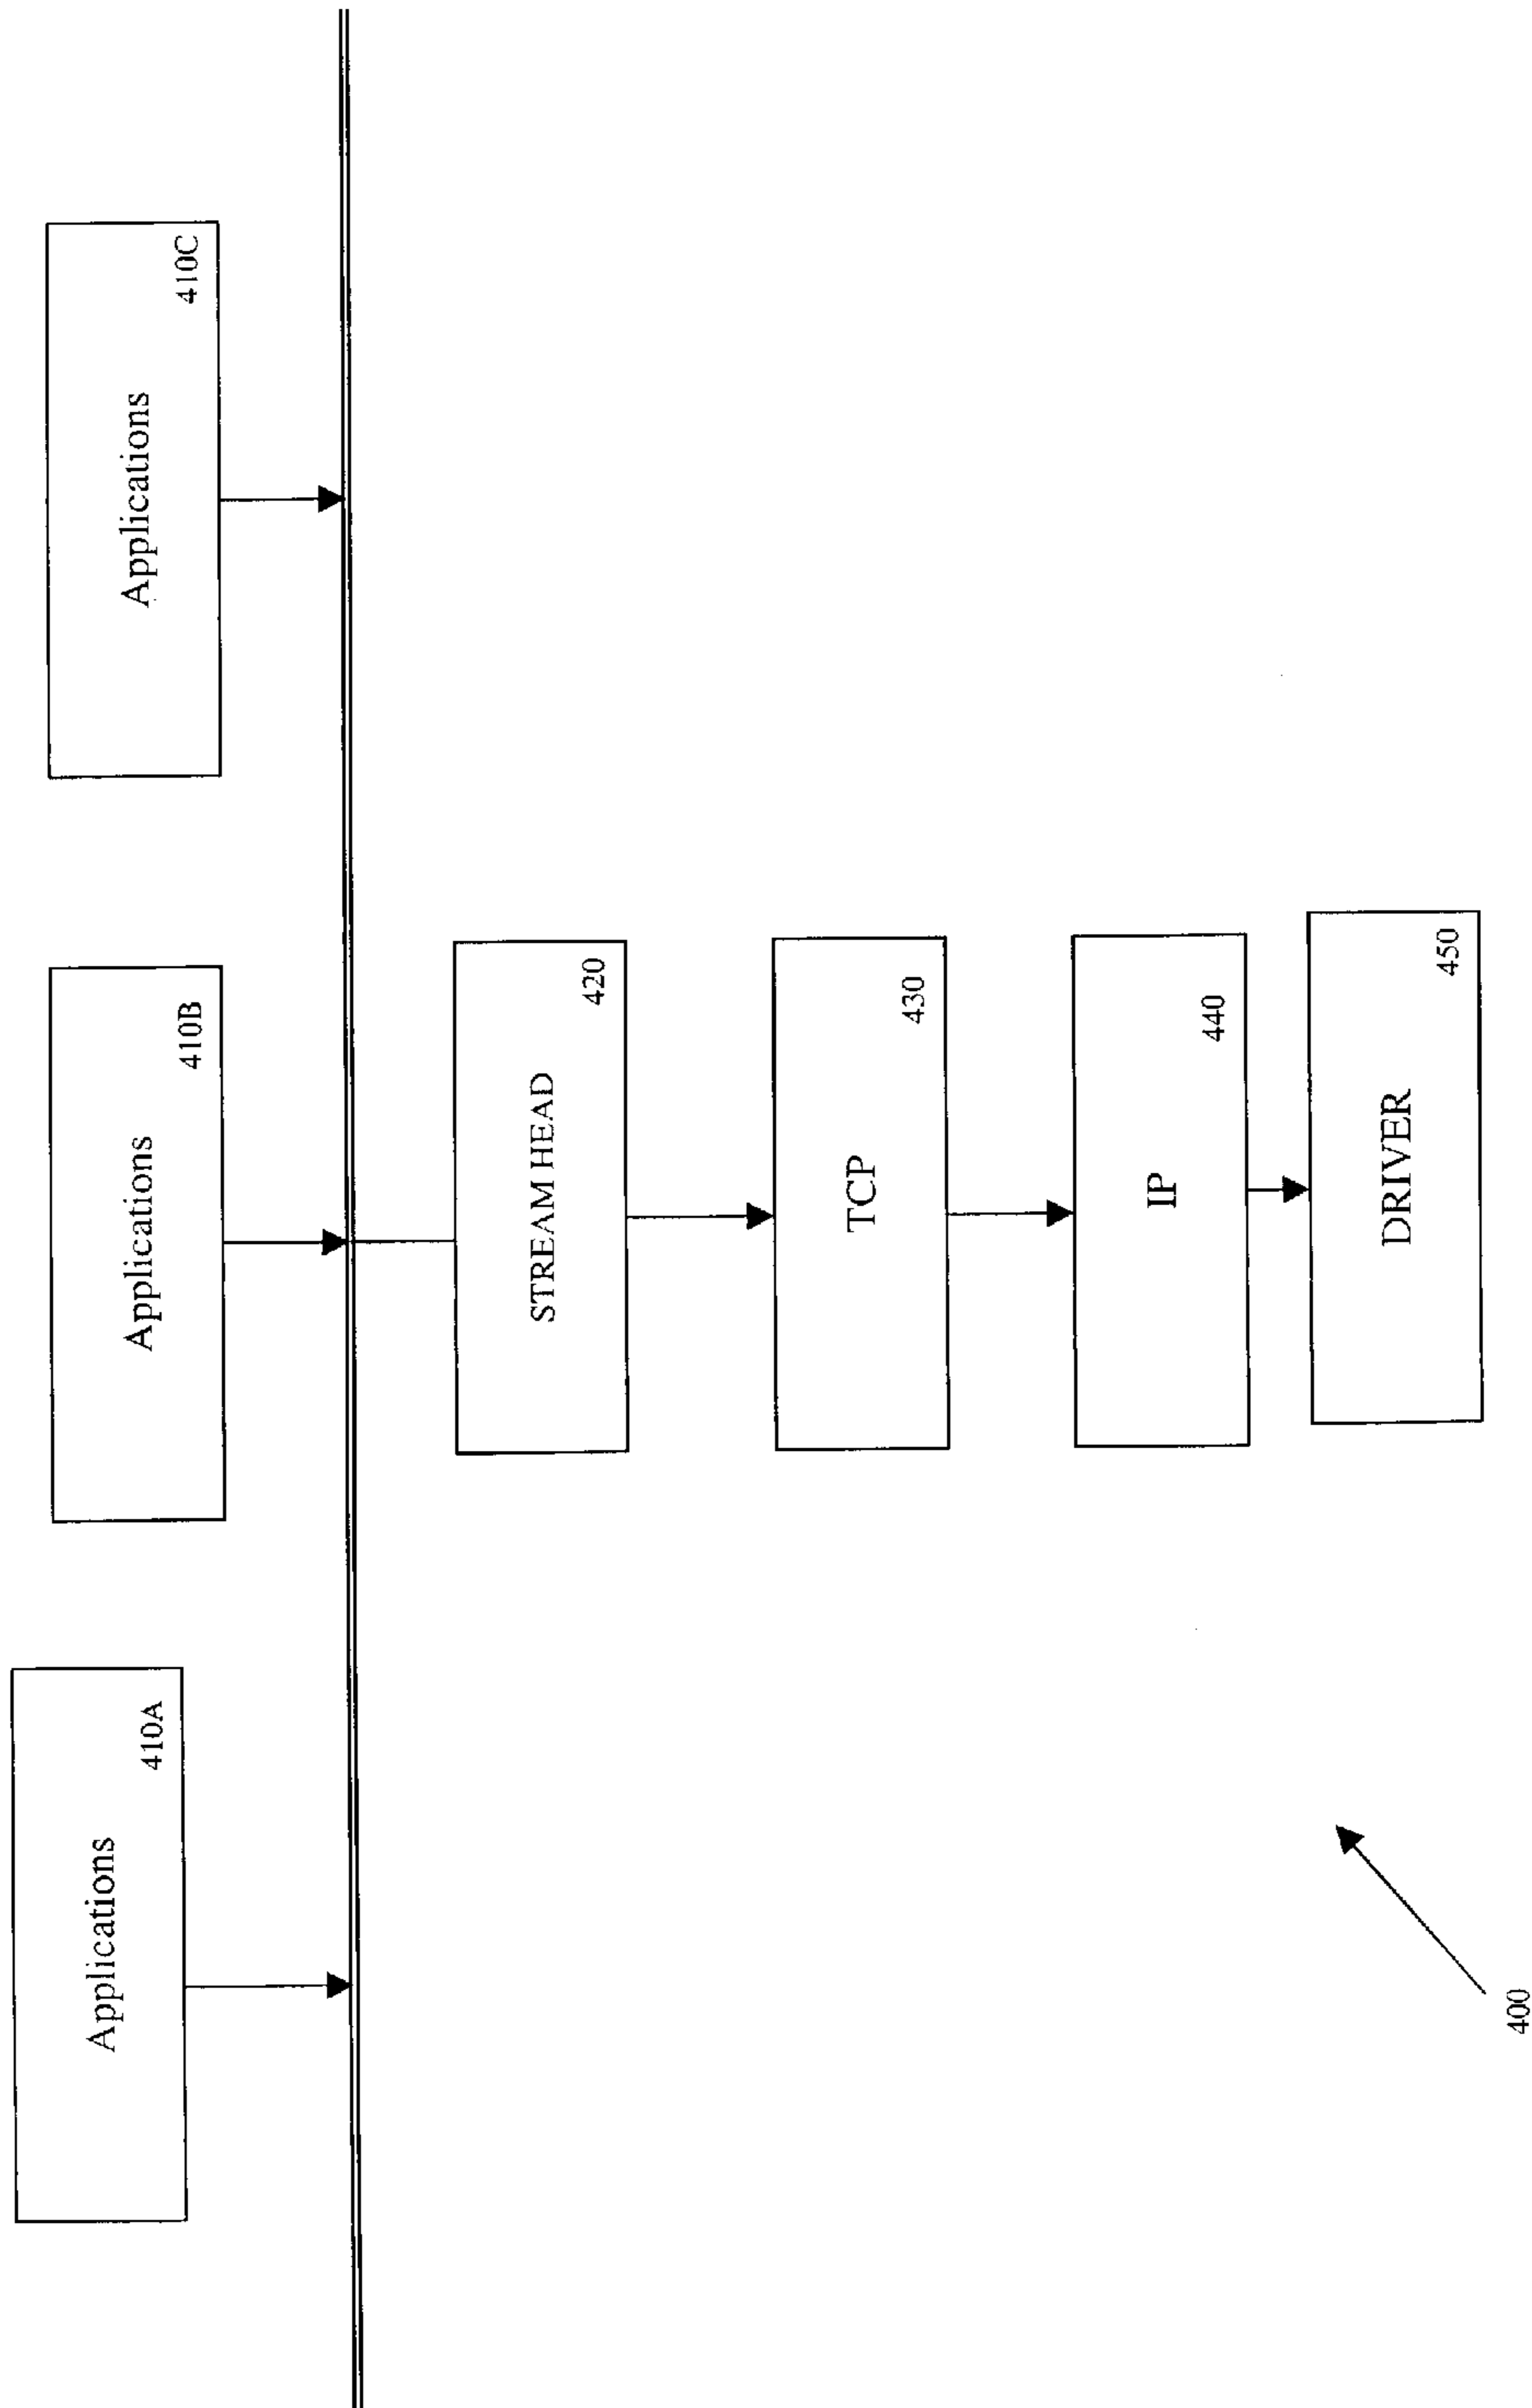 Applications
410A
Applications
410B
Applications
410C
STREAM HEAD
420
TCP
430
IP
440
DRIVER
450
400